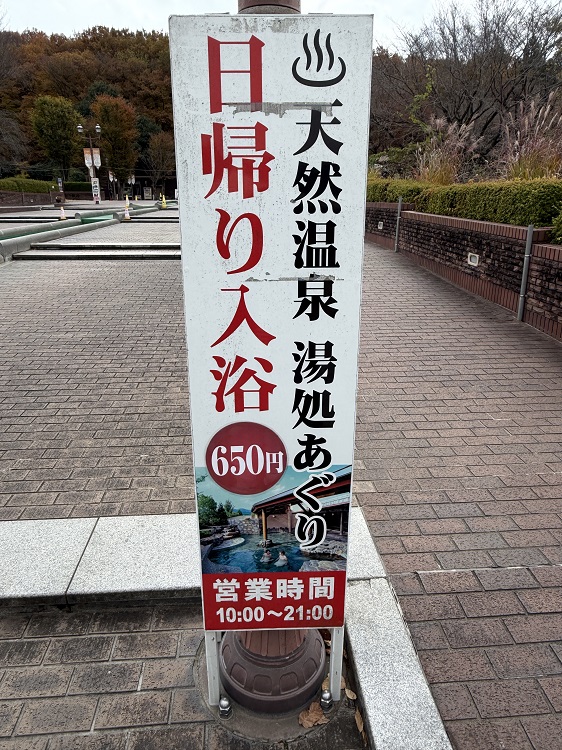 天然温泉 湯処あぐり
日帰り入浴
650円
営業時間
10:00～21:00